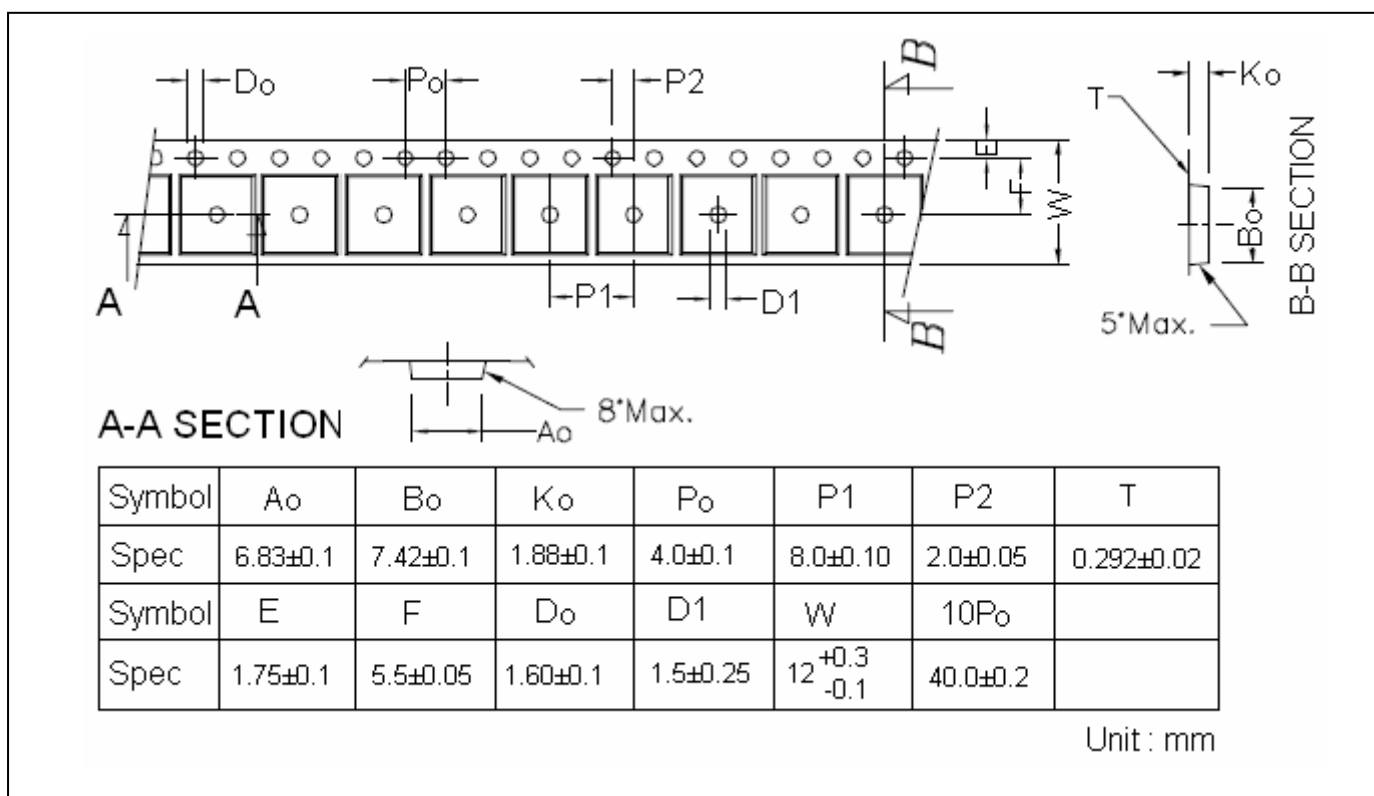 Do
Po
P2
B
T
Ko
E
F
W
Bo
B-B SECTION
A
A
P1
D1
B
5°Max.
8°Max.
A-A SECTION
Ao
Symbol Ao Bo Ko Po P1 P2 T
Spec 6.83±0.1 7.42±0.1 1.88±0.1 4.0±0.1 8.0±0.10 2.0±0.05 0.292±0.02
Symbol E F Do D1 W 10Po
Spec 1.75±0.1 5.5±0.05 1.60±0.1 1.5±0.25 12 +0.3 -0.1 40.0±0.2
Unit : mm